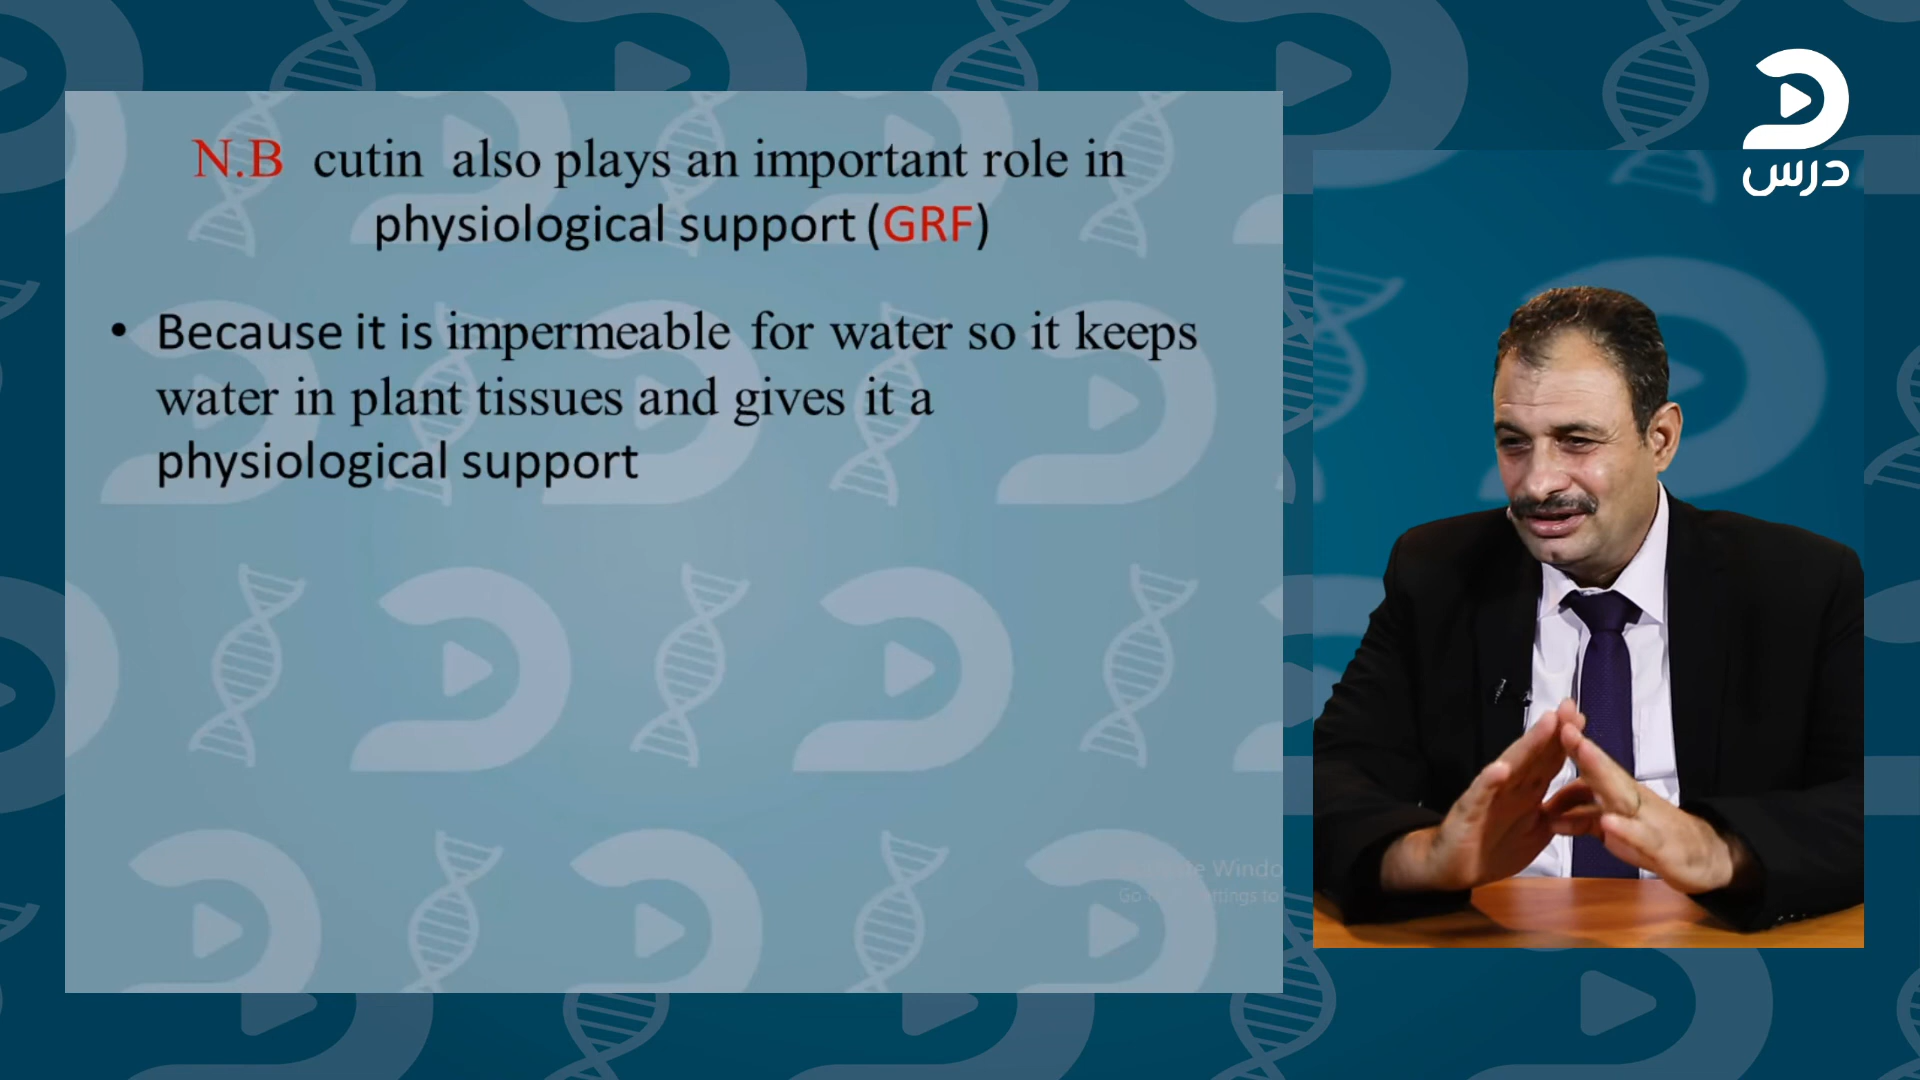 N.B cutin also plays an important role in
physiological support (GRF)
• Because it is impermeable for water so it keeps
water in plant tissues and gives it a
physiological support
درس